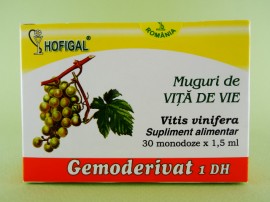 HOFIGAL
ROMÂNIA
Muguri de
VIȚĂ DE VIE
Vitis vinifera
Supliment alimentar
30 monodoze x 1,5 ml
Gemoderivat 1 DH